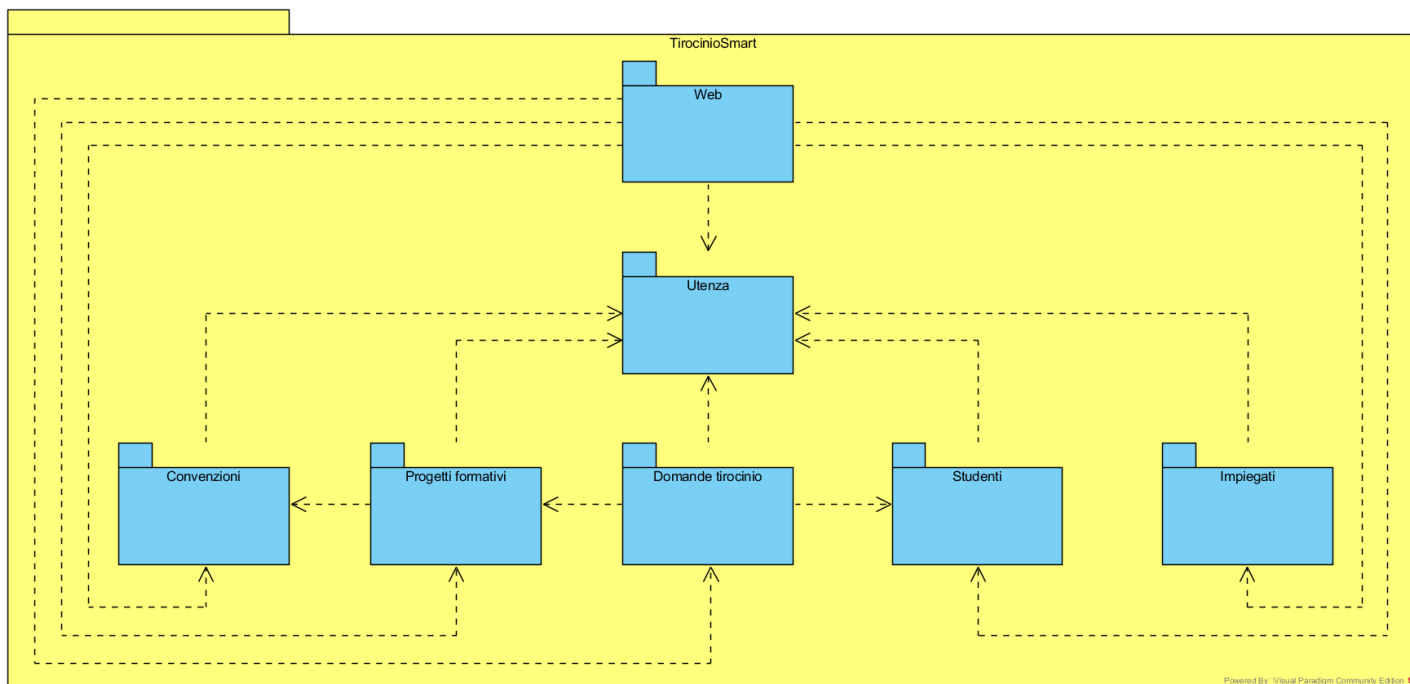 TirocinioSmart
Web
Utenza
Convenzioni
Progetti formativi
Domande tirocinio
Studenti
Impiegati
Powered By Visual Paradigm Community Edition